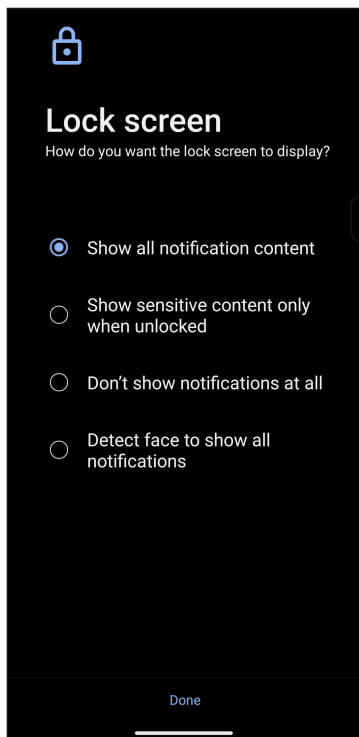 Lock screen
How do you want the lock screen to display?
Show all notification content
Show sensitive content only
when unlocked
Don’t show notifications at all
Detect face to show all
notifications
Done